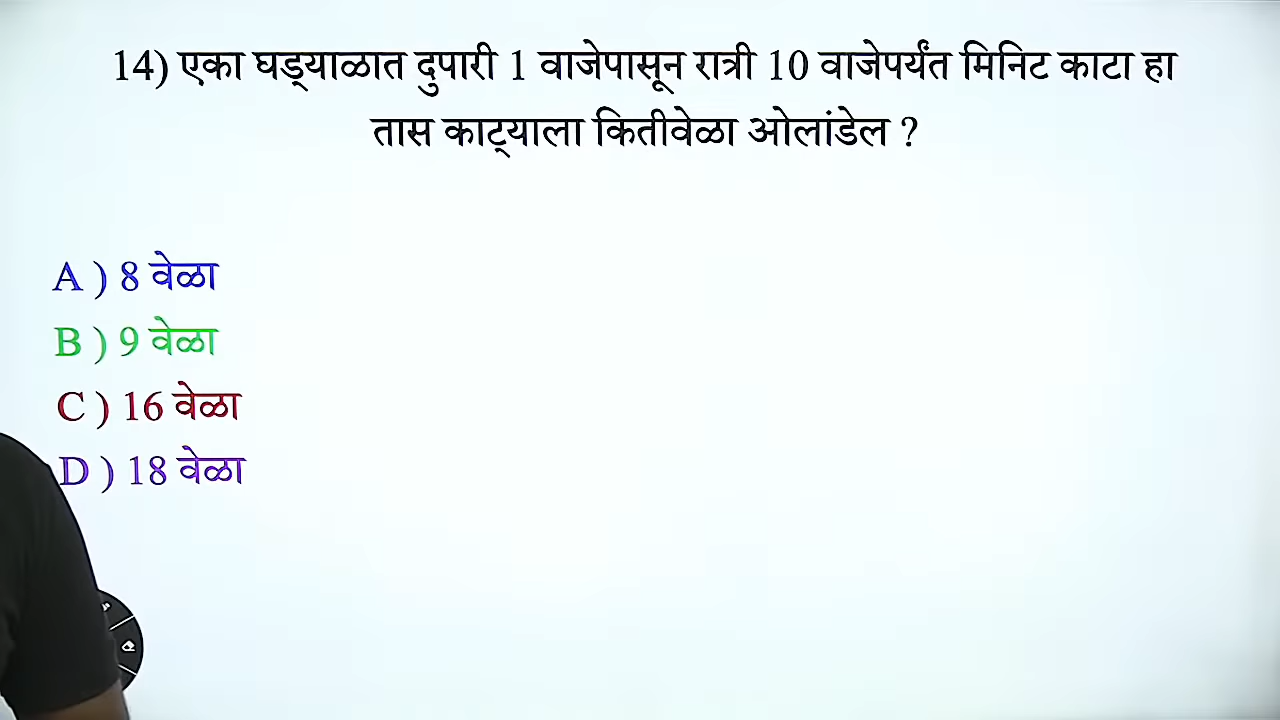 14) एका घड्याळात दुपारी 1 वाजेपासून रात्री 10 वाजेपर्यंत मिनिट काटा हा
तास काट्याला कितीवेळा ओलांडेल ?
A ) 8 वेळा
B ) 9 वेळा
C ) 16 वेळा
D ) 18 वेळा